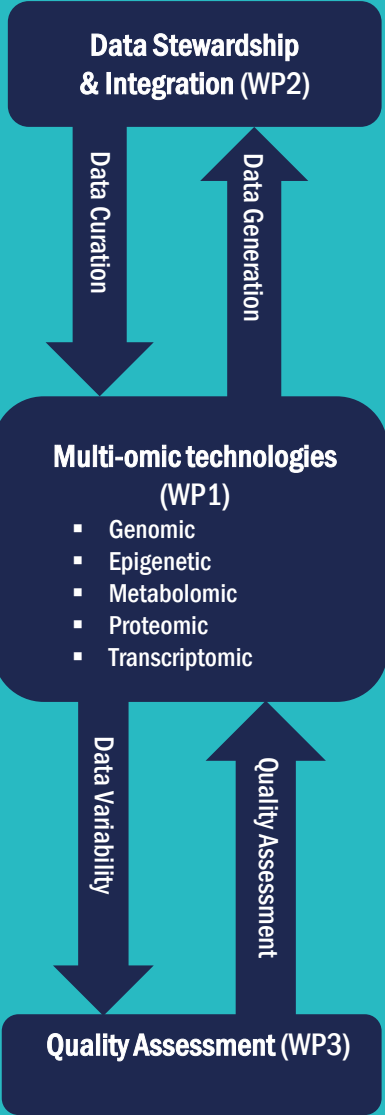 Data Stewardship
& Integration (WP2)
Data Curation
Data Generation
Multi-omic technologies
(WP1)
▪ Genomic
▪ Epigenetic
▪ Metabolomic
▪ Proteomic
▪ Transcriptomic
Data Variability
Quality Assessment
Quality Assessment (WP3)